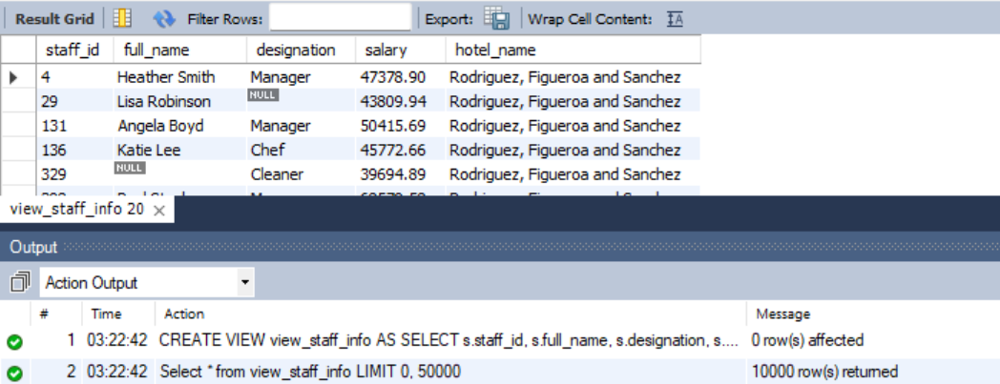 Result Grid Filter Rows: Export: Wrap Cell Content: IA
staff_id full_name designation salary hotel_name
4 Heather Smith Manager 47378.90 Rodriguez, Figueroa and Sanchez
29 Lisa Robinson NULL 43809.94 Rodriguez, Figueroa and Sanchez
131 Angela Boyd Manager 50415.69 Rodriguez, Figueroa and Sanchez
136 Katie Lee Chef 45772.66 Rodriguez, Figueroa and Sanchez
329 NULL Cleaner 39694.89 Rodriguez, Figueroa and Sanchez
view_staff_info 20 ×
Output
Action Output
# Time Action Message
1 03:22:42 CREATE VIEW view_staff_info AS SELECT s.staff_id, s.full_name, s.designation, s.... 0 row(s) affected
2 03:22:42 Select * from view_staff_info LIMIT 0, 50000 10000 row(s) returned